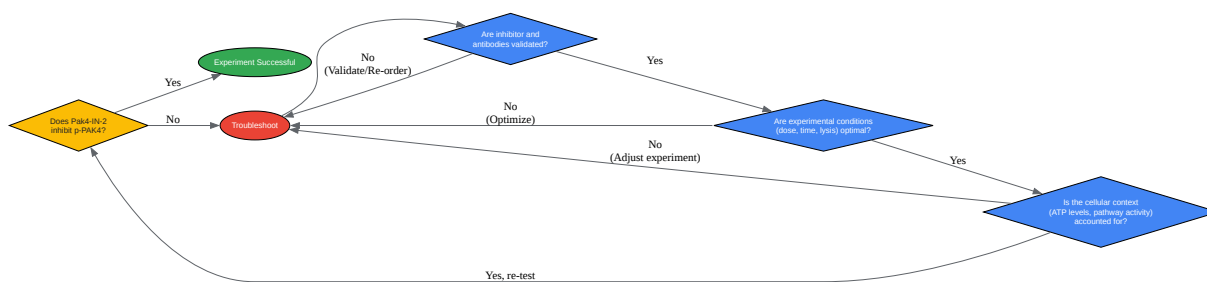 Are inhibitor and
antibodies validated?
Experiment Successful
No
(Validate/Re-order)
Yes
Yes
Does Pak4-IN-2
inhibit p-PAK4?
No
Troubleshoot
No
(Optimize)
Are experimental conditions
(dose, time, lysis) optimal?
No
(Adjust experiment)
Yes
Is the cellular context
(ATP levels, pathway activity)
accounted for?
Yes, re-test